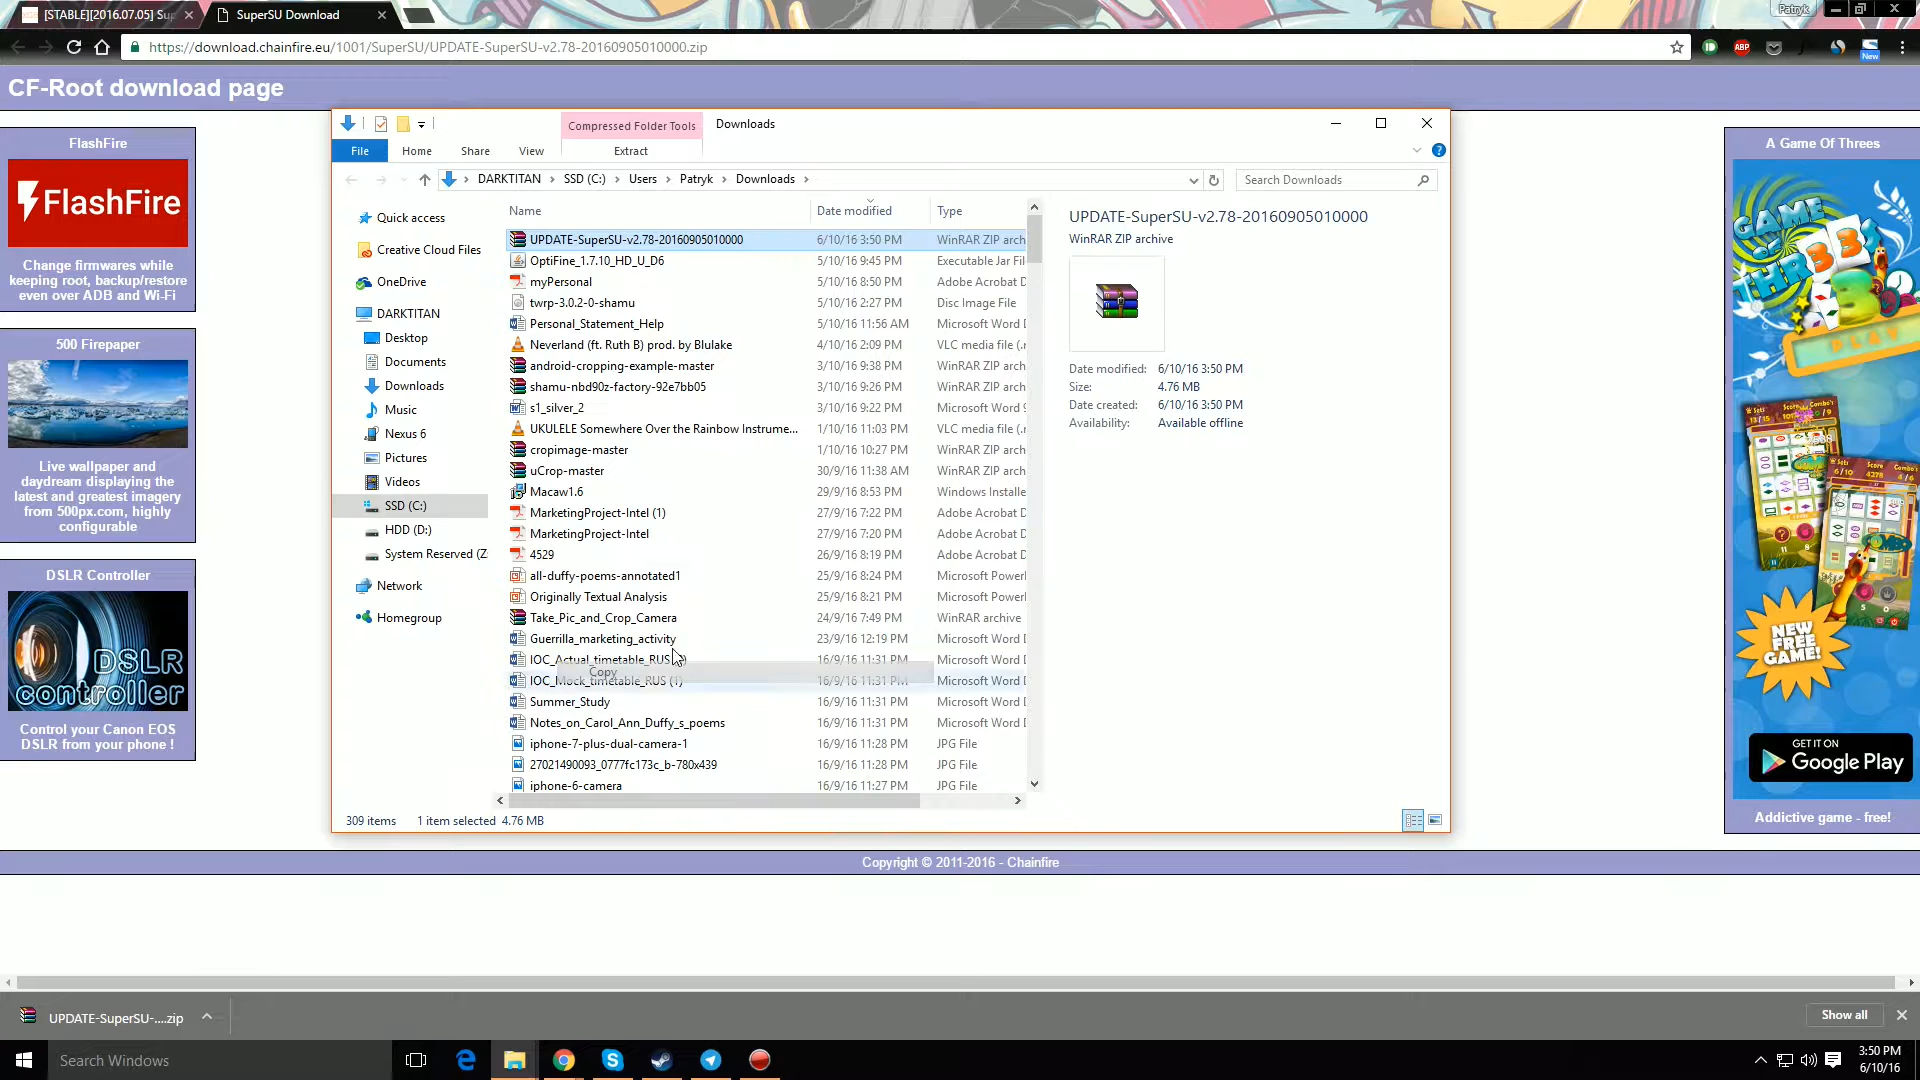 [STABLE][2016.07.05] Su
SuperSU Download
Patryk
https://download.chainfire.eu/1001/SuperSU/UPDATE-SuperSU-v2.78-20160905010000.zip
ABP
New
CF-Root download page
FlashFire
FlashFire
Change firmwares while
keeping root, backup/restore
even over ADB and Wi-Fi
500 Firepaper
Live wallpaper and
daydream displaying the
latest and greatest imagery
from 500px.com, highly
configurable
DSLR Controller
DSLR
controller
Control your Canon EOS
DSLR from your phone !
Compressed Folder Tools
Downloads
File
Home
Share
View
Extract
DARKTITAN
SSD (C:)
Users
Patryk
Downloads
Search Downloads
Quick access
Creative Cloud Files
OneDrive
DARKTITAN
Desktop
Documents
Downloads
Music
Nexus 6
Pictures
Videos
SSD (C:)
HDD (D:)
System Reserved (Z
Network
Homegroup
Name Date modified Type
UPDATE-SuperSU-v2.78-20160905010000 6/10/16 3:50 PM WinRAR ZIP arch
OptiFine_1.7.10_HD_U_D6 5/10/16 9:45 PM Executable Jar Fil
myPersonal 5/10/16 8:50 PM Adobe Acrobat D
twrp-3.0.2-0-shamu 5/10/16 2:27 PM Disc Image File
Personal_Statement_Help 5/10/16 11:56 AM Microsoft Word D
Neverland (ft. Ruth B) prod. by Blulake 4/10/16 2:09 PM VLC media file (.r
android-cropping-example-master 3/10/16 9:38 PM WinRAR ZIP arch
shamu-nbd90z-factory-92e7bb05 3/10/16 9:26 PM WinRAR ZIP arch
s1_silver_2 3/10/16 9:22 PM Microsoft Word 9
UKULELE Somewhere Over the Rainbow Instrume... 1/10/16 11:03 PM VLC media file (.r
cropimage-master 1/10/16 10:27 PM WinRAR ZIP arch
uCrop-master 30/9/16 11:38 AM WinRAR ZIP arch
Macaw1.6 29/9/16 8:53 PM Windows Installe
MarketingProject-Intel (1) 27/9/16 7:22 PM Adobe Acrobat D
MarketingProject-Intel 27/9/16 7:20 PM Adobe Acrobat D
4529 26/9/16 8:19 PM Adobe Acrobat D
all-duffy-poems-annotated1 25/9/16 8:24 PM Microsoft PowerI
Originally Textual Analysis 25/9/16 8:21 PM Microsoft PowerI
Take_Pic_and_Crop_Camera 24/9/16 7:49 PM WinRAR archive
Guerrilla_marketing_activity 23/9/16 12:19 PM Microsoft Word D
IOC_Actual_timetable_RUS 16/9/16 11:31 PM Microsoft Word D
Copy
IOC_Mock_timetable_RUS (1) 16/9/16 11:31 PM Microsoft Word D
Summer_Study 16/9/16 11:31 PM Microsoft Word D
Notes_on_Carol_Ann_Duffy_s_poems 16/9/16 11:31 PM Microsoft Word D
iphone-7-plus-dual-camera-1 16/9/16 11:28 PM JPG File
27021490093_0777fc173c_b-780x439 16/9/16 11:28 PM JPG File
iphone-6-camera 16/9/16 11:27 PM JPG File
UPDATE-SuperSU-v2.78-20160905010000
WinRAR ZIP archive
Date modified: 6/10/16 3:50 PM
Size: 4.76 MB
Date created: 6/10/16 3:50 PM
Availability: Available offline
309 items 1 item selected 4.76 MB
A Game Of Threes
GAME
PLAY
NEW
FREE
GAME!
GET IT ON
Google Play
Addictive game - free!
Copyright © 2011-2016 - Chainfire
UPDATE-SuperSU-....zip
Show all
Search Windows
3:50 PM
6/10/16